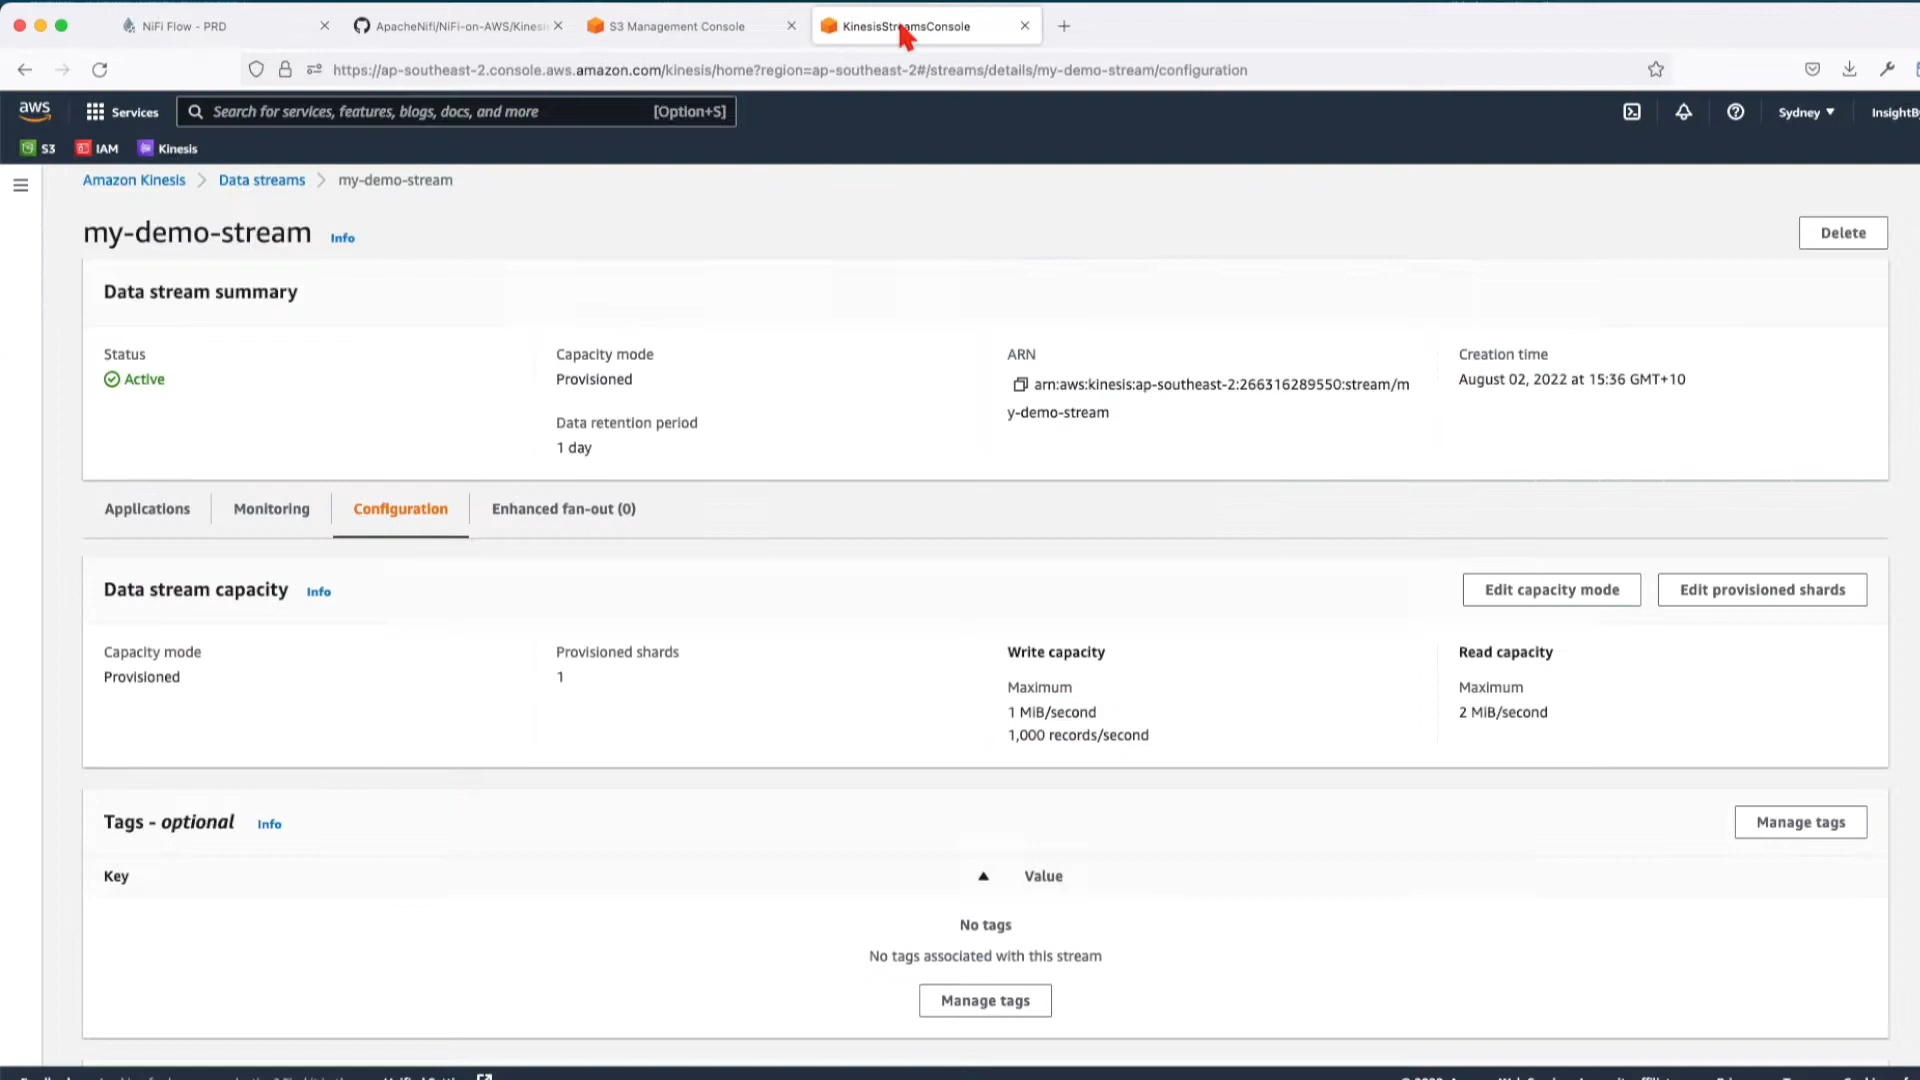 NiFi Flow - PRD
ApacheNifi/NiFi-on-AWS/Kinesi
S3 Management Console
KinesisStreamsConsole
https://ap-southeast-2.console.aws.amazon.com/kinesis/home?region=ap-southeast-2#/streams/details/my-demo-stream/configuration
aws
Services
Search for services, features, blogs, docs, and more
[Option+S]
Sydney
InsightBy
S3
IAM
Kinesis
Amazon Kinesis
Data streams
my-demo-stream
my-demo-stream
Info
Delete
Data stream summary
Status
Active
Capacity mode
Provisioned
Data retention period
1 day
ARN
arn:aws:kinesis:ap-southeast-2:266316289550:stream/m
y-demo-stream
Creation time
August 02, 2022 at 15:36 GMT+10
Applications
Monitoring
Configuration
Enhanced fan-out (0)
Data stream capacity
Info
Edit capacity mode
Edit provisioned shards
Capacity mode
Provisioned
Provisioned shards
1
Write capacity
Maximum
1 MiB/second
1,000 records/second
Read capacity
Maximum
2 MiB/second
Tags - optional
Info
Manage tags
Key
Value
No tags
No tags associated with this stream
Manage tags